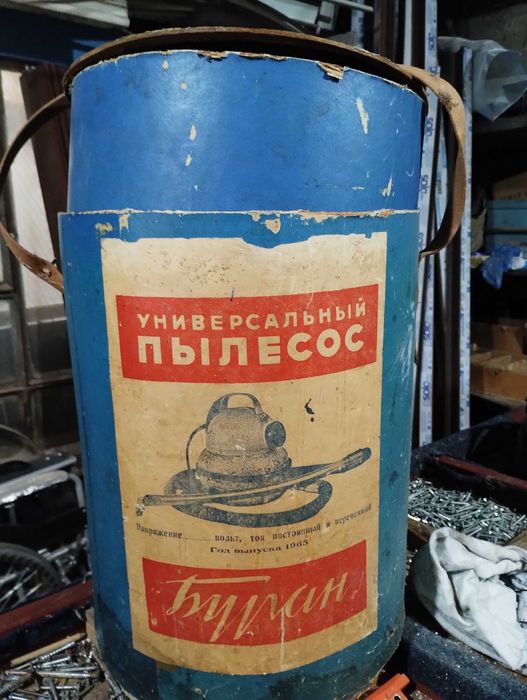 УНИВЕРСАЛЬНЫЙ
ПЫЛЕСОС
Напряжение вольт, ток постоянный и переменный
Год выпуска 1965
Буран